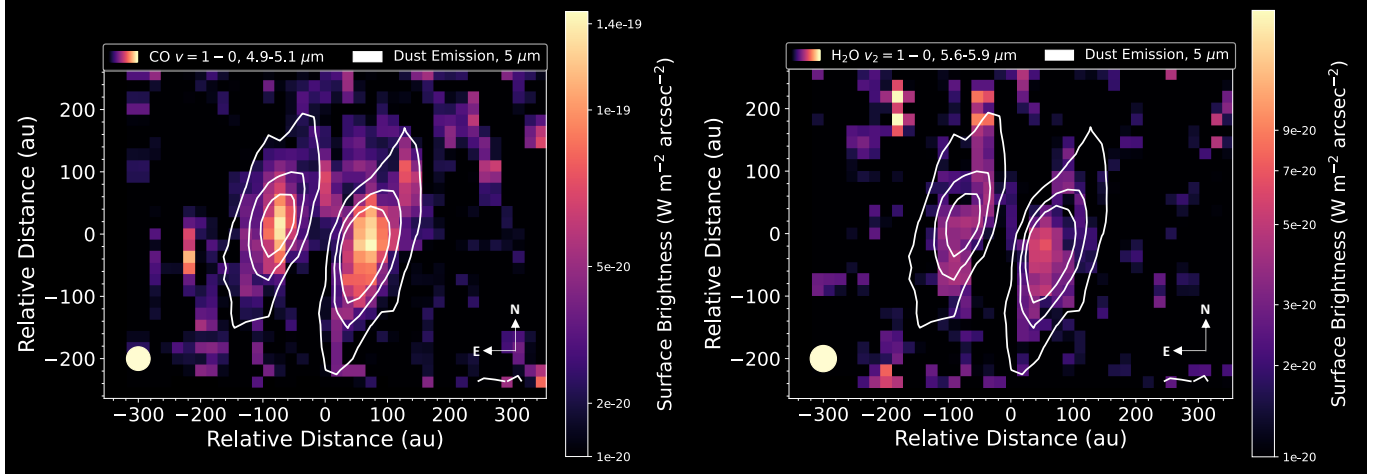 CO v = 1 − 0, 4.9-5.1 μm Dust Emission, 5 μm
Relative Distance (au)
200
100
0
−100
−200
−300 −200 −100 0 100 200 300
Relative Distance (au)
N
E
1.4e-19
1e-19
5e-20
2e-20
1e-20
Surface Brightness (W m⁻² arcsec⁻²)
H₂O v₂ = 1 − 0, 5.6-5.9 μm Dust Emission, 5 μm
Relative Distance (au)
200
100
0
−100
−200
−300 −200 −100 0 100 200 300
Relative Distance (au)
N
E
9e-20
7e-20
5e-20
3e-20
2e-20
1e-20
Surface Brightness (W m⁻² arcsec⁻²)